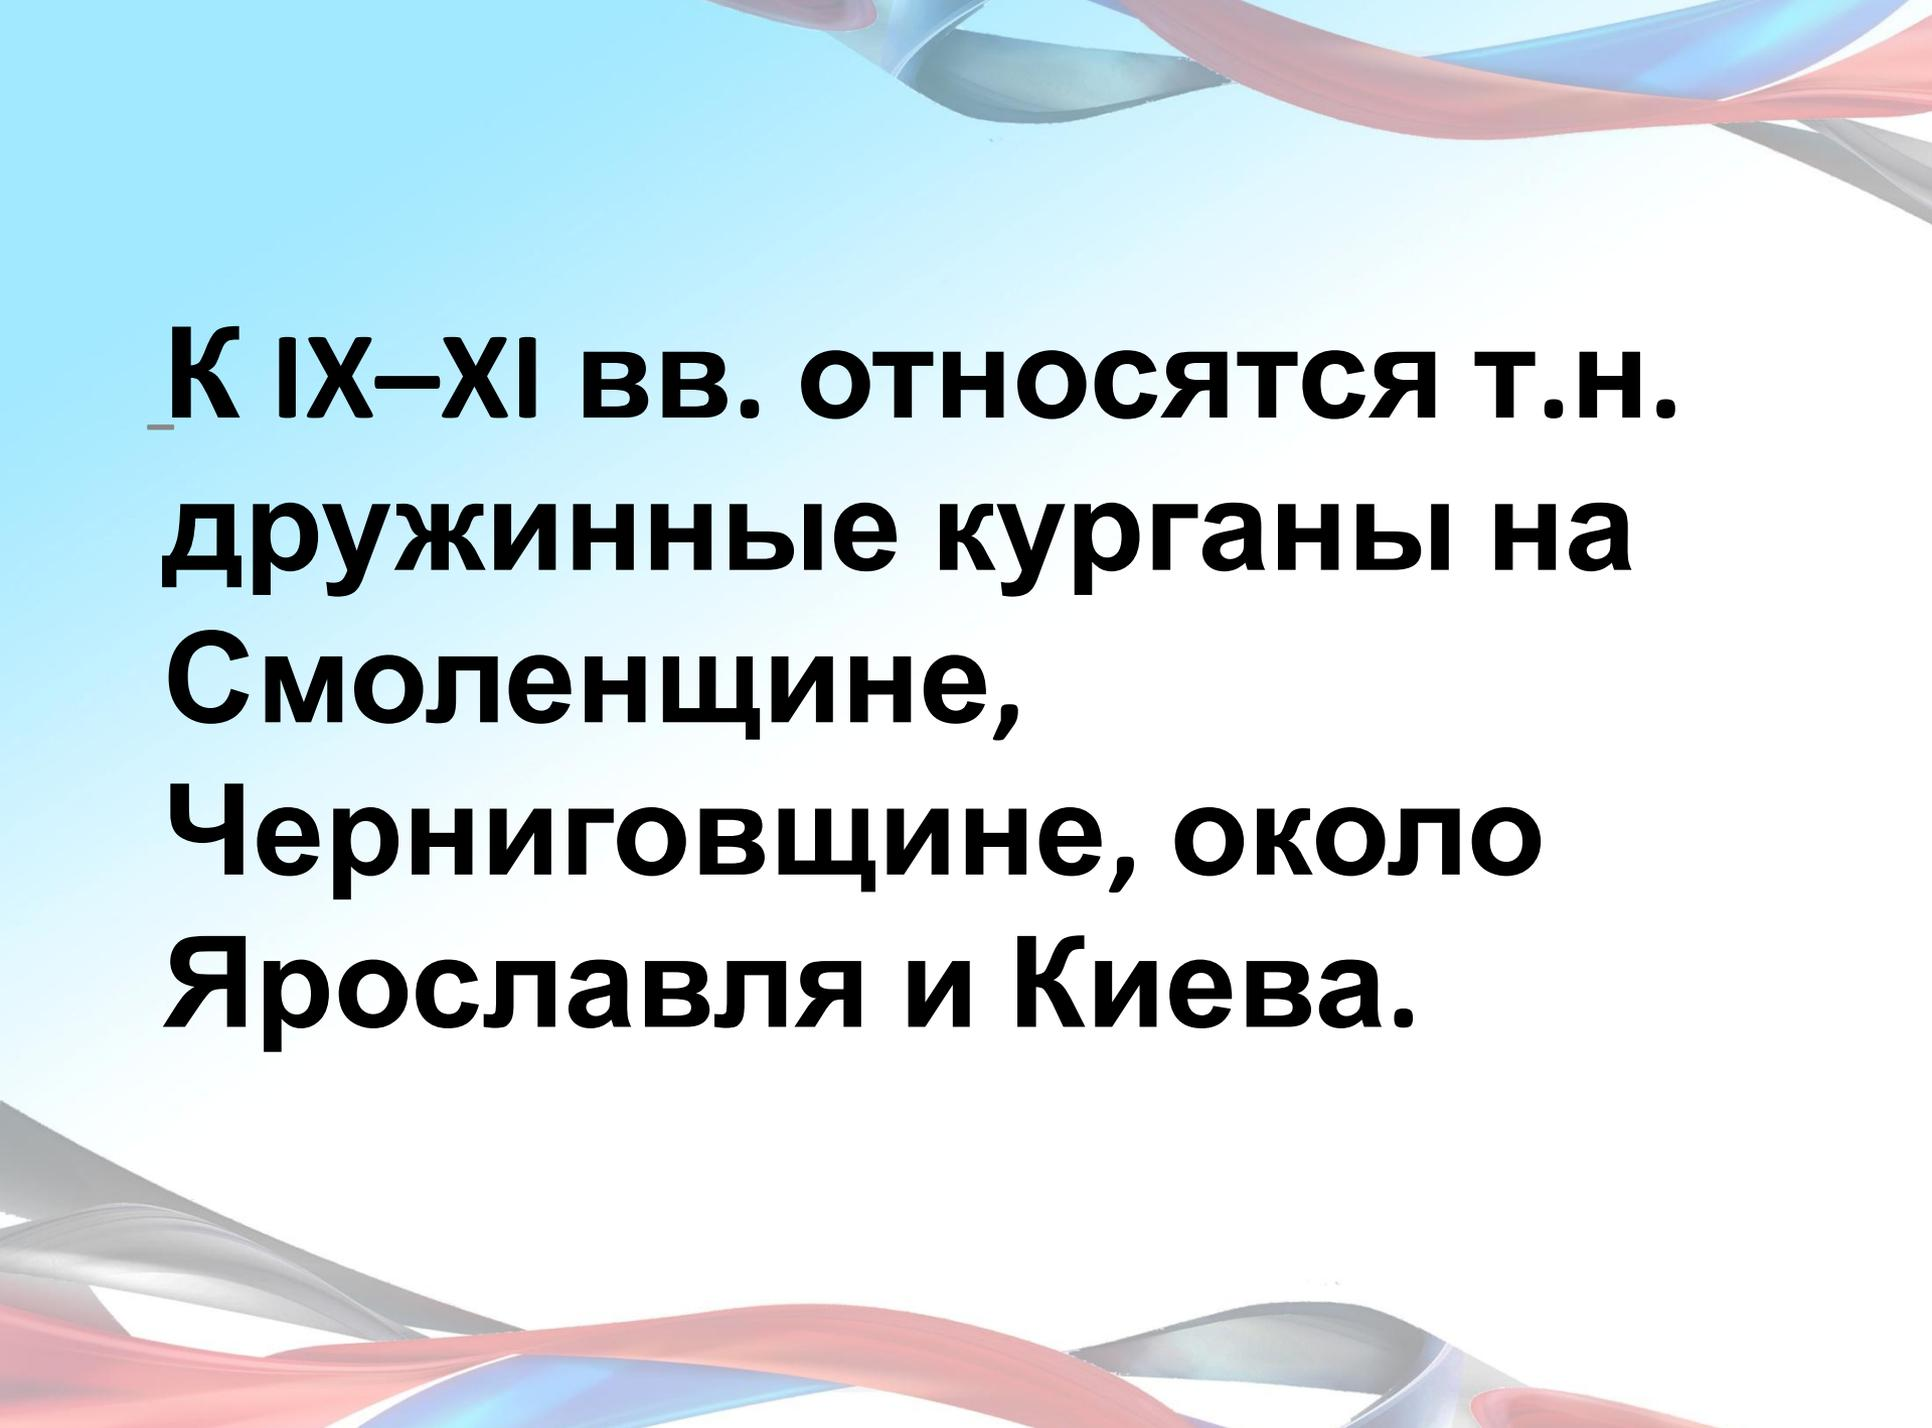 К IX–XI вв. относятся т.н.
дружинные курганы на
Смоленщине,
Черниговщине, около
Ярославля и Киева.